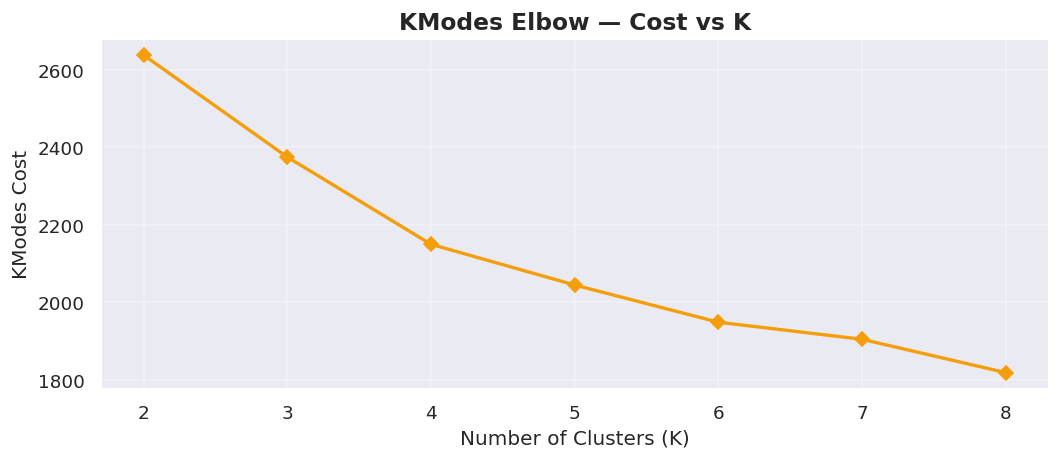 KModes Elbow — Cost vs K
KModes Cost
2600
2400
2200
2000
1800
2 3 4 5 6 7 8
Number of Clusters (K)